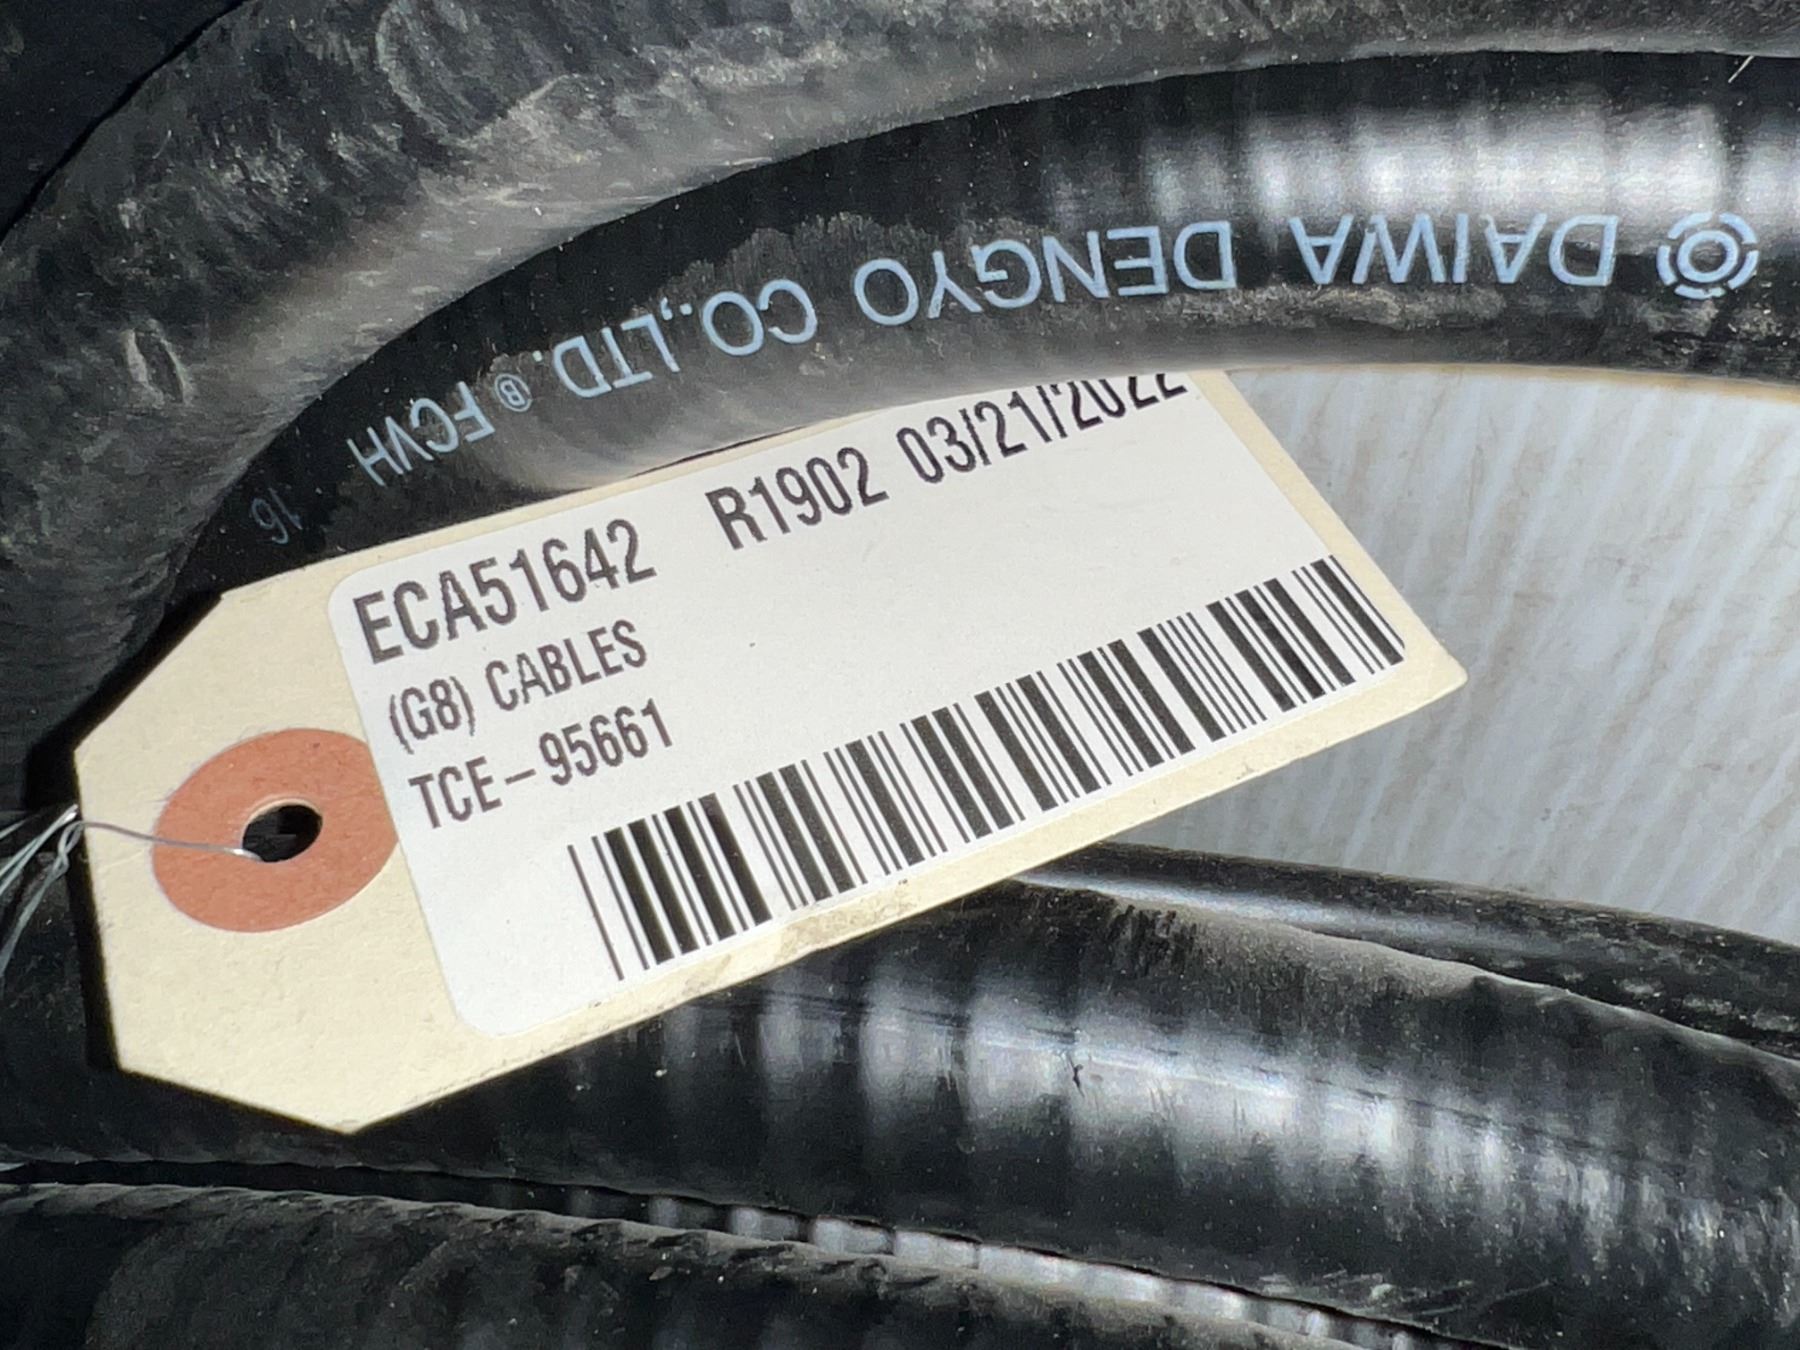 DAIWA DENGYO CO.,LTD. ® FCVH 16
ECA51642 R1902 03/21/2022
(G8) CABLES
TCE-95661